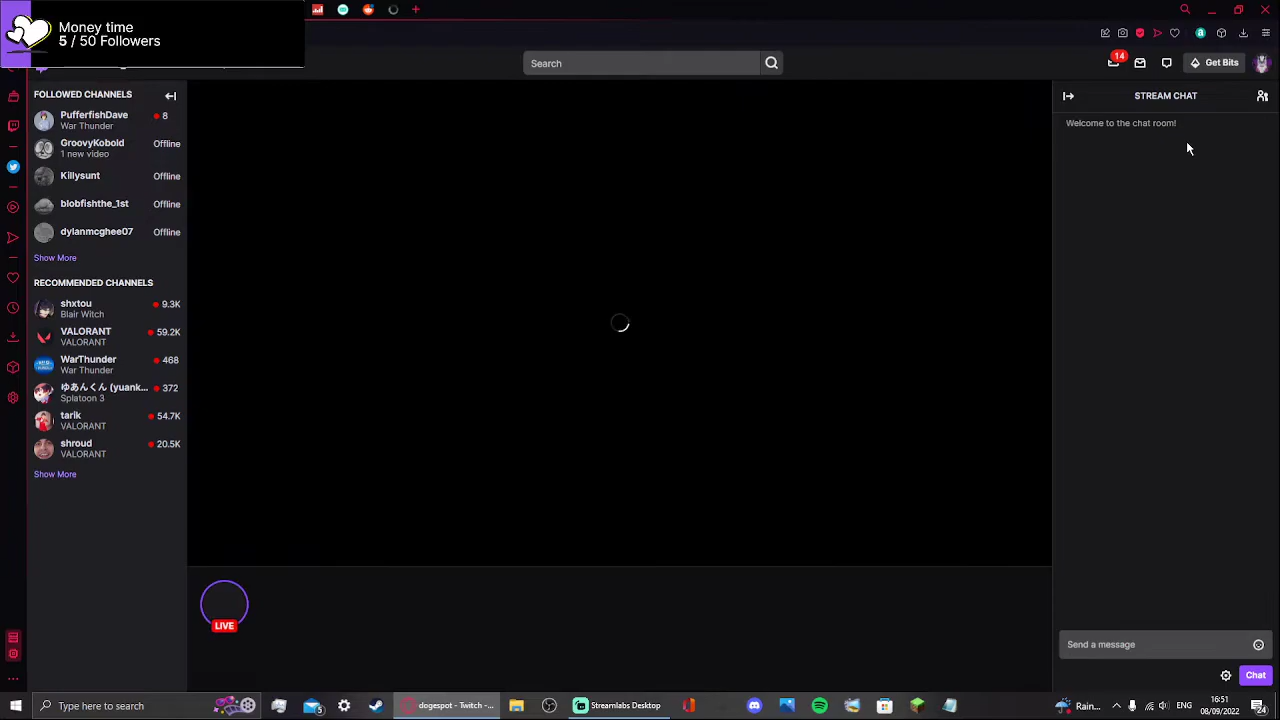 Money time
5 / 50 Followers
Search
14
Get Bits
FOLLOWED CHANNELS
PufferfishDave
8
War Thunder
GroovyKobold
Offline
1 new video
Killysunt
Offline
blobfishthe_1st
Offline
dylanmcghee07
Offline
Show More
RECOMMENDED CHANNELS
shxtou
9.3K
Blair Witch
VALORANT
59.2K
VALORANT
WarThunder
468
War Thunder
ゆあんくん (yuank...
372
Splatoon 3
tarik
54.7K
VALORANT
shroud
20.5K
VALORANT
Show More
LIVE
STREAM CHAT
Welcome to the chat room!
Send a message
Chat
Type here to search
5
dogespot - Twitch -...
Streamlabs Desktop
Rain...
16:51
08/09/2022
24